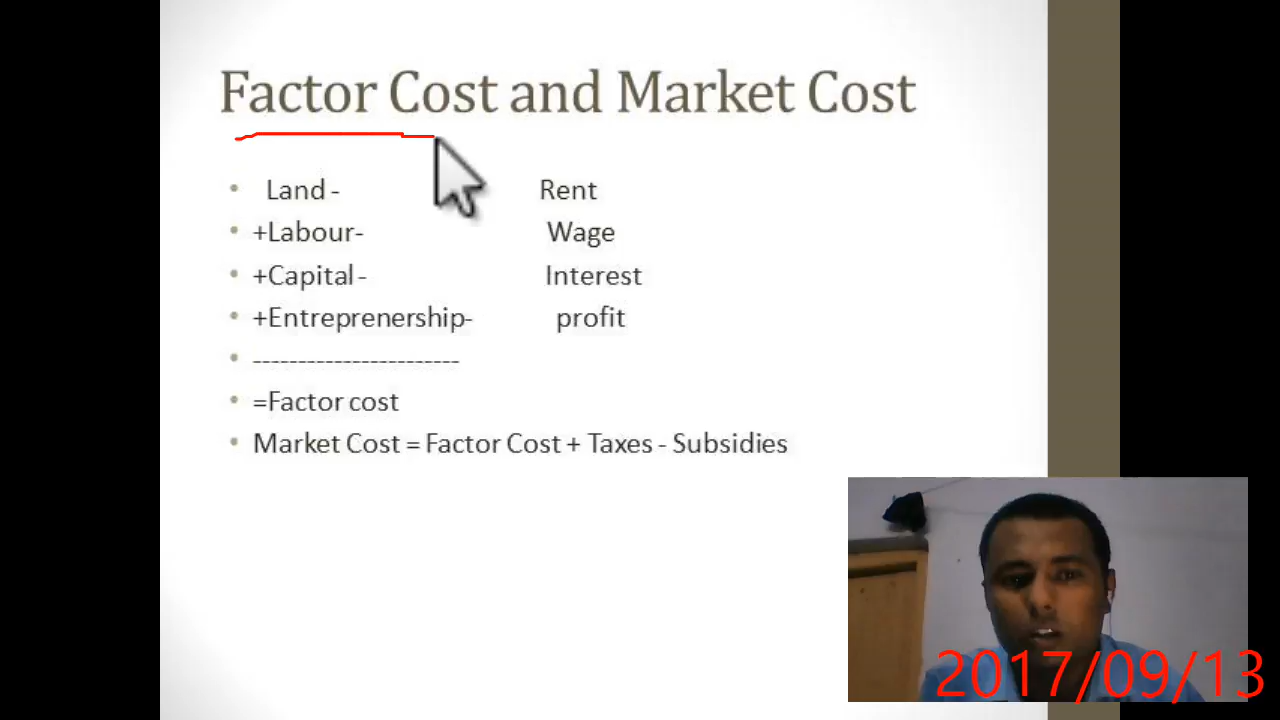 Factor Cost and Market Cost
• Land - Rent
• +Labour- Wage
• +Capital - Interest
• +Entreprenership- profit
• -----------------------
• =Factor cost
• Market Cost = Factor Cost + Taxes - Subsidies
2017/09/13